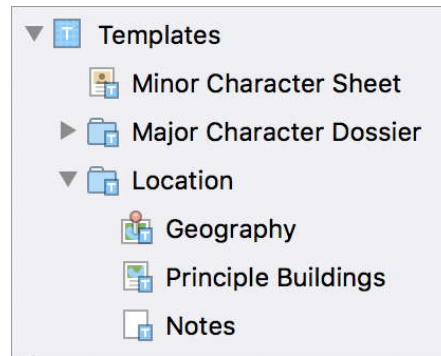 Templates
Minor Character Sheet
Major Character Dossier
Location
Geography
Principle Buildings
Notes